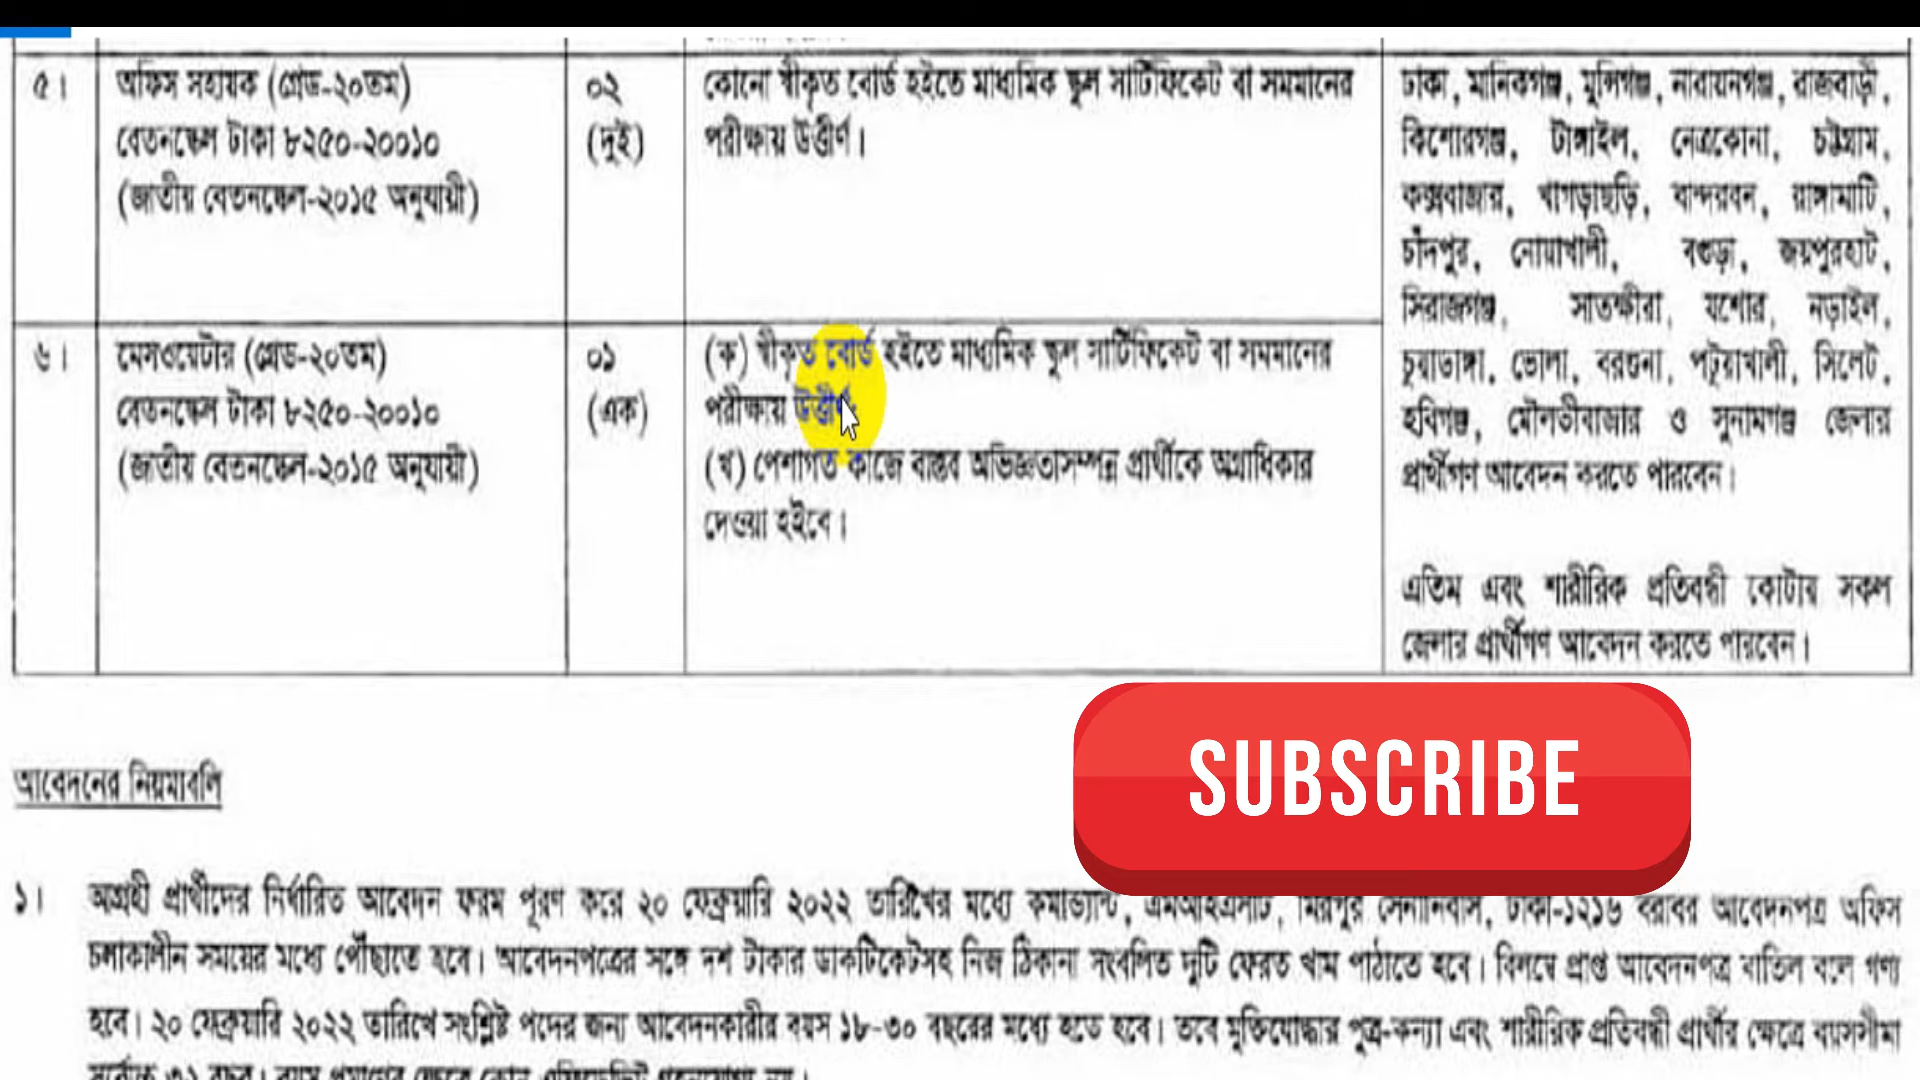 ৫।
অফিস সহায়ক (গ্রেড-২০তম)
বেতনস্কেল টাকা ৮২৫০-২০০১০
(জাতীয় বেতনস্কেল-২০১৫ অনুযায়ী)
০২
(দুই)
কোনো স্বীকৃত বোর্ড হইতে মাধ্যমিক স্কুল সার্টিফিকেট বা সমমানের
পরীক্ষায় উত্তীর্ণ।
ঢাকা, মানিকগঞ্জ, মুন্সিগঞ্জ, নারায়নগঞ্জ, রাজবাড়ী,
কিশোরগঞ্জ, টাঙ্গাইল, নেত্রকোনা, চট্টগ্রাম,
কক্সবাজার, খাগড়াছড়ি, বান্দরবন, রাঙ্গামাটি,
চাঁদপুর, নোয়াখালী, বগুড়া, জয়পুরহাট,
সিরাজগঞ্জ, সাতক্ষীরা, যশোর, নড়াইল,
চুয়াডাঙ্গা, ভোলা, বরগুনা, পটুয়াখালী, সিলেট,
হবিগঞ্জ, মৌলভীবাজার ও সুনামগঞ্জ জেলার
প্রার্থীগণ আবেদন করতে পারবেন।
এতিম এবং শারীরিক প্রতিবন্ধী কোটায় সকল
জেলার প্রার্থীগণ আবেদন করতে পারবেন।
৬।
মেসওয়েটার (গ্রেড-২০তম)
বেতনস্কেল টাকা ৮২৫০-২০০১০
(জাতীয় বেতনস্কেল-২০১৫ অনুযায়ী)
০১
(এক)
(ক) স্বীকৃত বোর্ড হইতে মাধ্যমিক স্কুল সার্টিফিকেট বা সমমানের
পরীক্ষায় উত্তীর্ণ;
(খ) পেশাগত কাজে বাস্তব অভিজ্ঞতাসম্পন্ন প্রার্থীকে অগ্রাধিকার
দেওয়া হইবে।
SUBSCRIBE
আবেদনের নিয়মাবলি
১। অগ্রহী প্রার্থীদের নির্ধারিত আবেদন ফরম পূরণ করে ২০ ফেব্রুয়ারি ২০২২ তারিখের মধ্যে কমান্ড্যান্ট, এমআইএসটি, মিরপুর সেনানিবাস, ঢাকা-১২১৬ বরাবর আবেদনপত্র অফিস
চলাকালীন সময়ের মধ্যে পৌঁছাতে হবে। আবেদনপত্রের সঙ্গে দশ টাকার ডাকটিকেটসহ নিজ ঠিকানা সংবলিত দুটি ফেরত খাম পাঠাতে হবে। বিলম্বে প্রাপ্ত আবেদনপত্র বাতিল বলে গণ্য
হবে। ২০ ফেব্রুয়ারি ২০২২ তারিখে সংশ্লিষ্ট পদের জন্য আবেদনকারীর বয়স ১৮-৩০ বছরের মধ্যে হতে হবে। তবে মুক্তিযোদ্ধার পুত্র-কন্যা এবং শারীরিক প্রতিবন্ধী প্রার্থীর ক্ষেত্রে বয়সসীমা